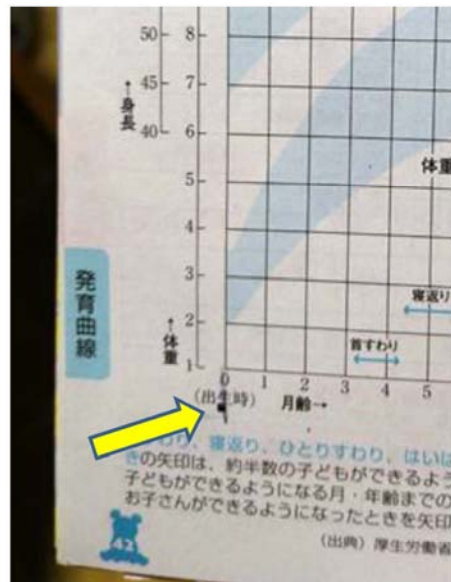 50 8
7
45
6
↑身長
40
5
体重
4
3
寝返り
発育曲線
2
↑体重
首すわり
1
0 1 2 3 4 5
(出生時) 月齢→
わり、寝返り、ひとりすわり、はいは
きの矢印は、約半数の子どもができるよう
子どもができるようになる月・年齢までの
お子さんができるようになったときを矢印
(出典) 厚生労働省
42